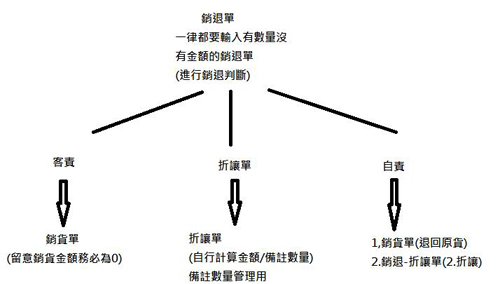 銷退單
一律都要輸入有數量沒
有金額的銷退單
(進行銷退判斷)
客責
折讓單
自責
銷貨單
(留意銷貨金額務必為0)
折讓單
(自行計算金額/備註數量)
備註數量管理用
1,銷貨單(退回原貨)
2.銷退-折讓單(2.折讓)